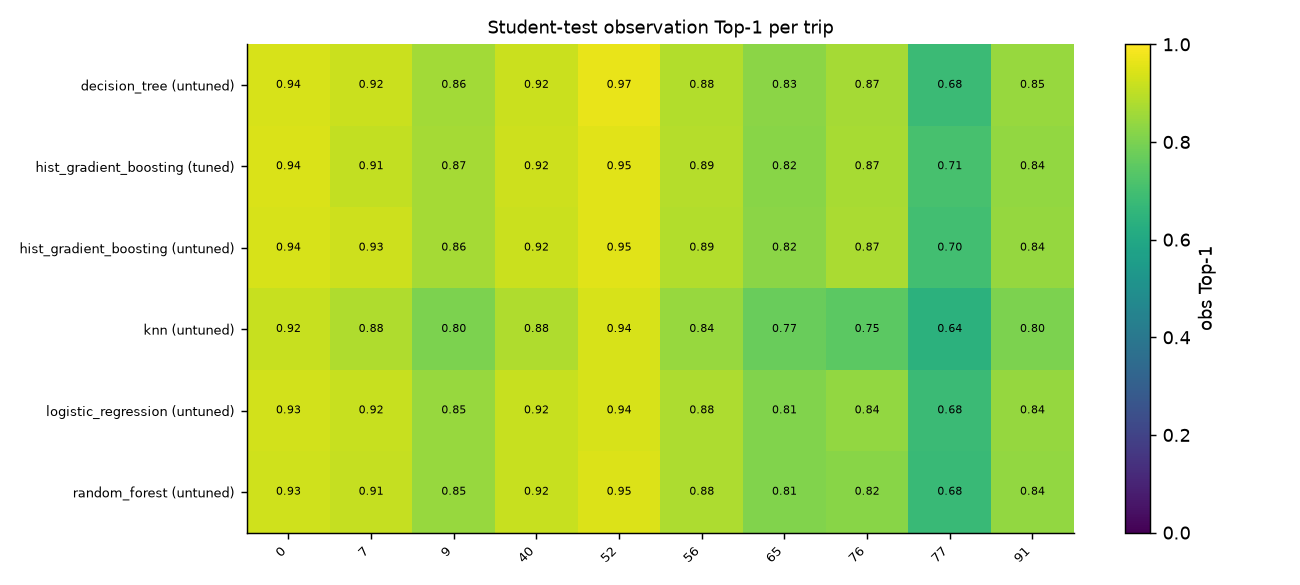 Student-test observation Top-1 per trip
decision_tree (untuned) 0.94 0.92 0.86 0.92 0.97 0.88 0.83 0.87 0.68 0.85
hist_gradient_boosting (tuned) 0.94 0.91 0.87 0.92 0.95 0.89 0.82 0.87 0.71 0.84
hist_gradient_boosting (untuned) 0.94 0.93 0.86 0.92 0.95 0.89 0.82 0.87 0.70 0.84
knn (untuned) 0.92 0.88 0.80 0.88 0.94 0.84 0.77 0.75 0.64 0.80
logistic_regression (untuned) 0.93 0.92 0.85 0.92 0.94 0.88 0.81 0.84 0.68 0.84
random_forest (untuned) 0.93 0.91 0.85 0.92 0.95 0.88 0.81 0.82 0.68 0.84
0 7 9 40 52 56 65 76 77 91
1.0
0.8
0.6
0.4
0.2
0.0
obs Top-1